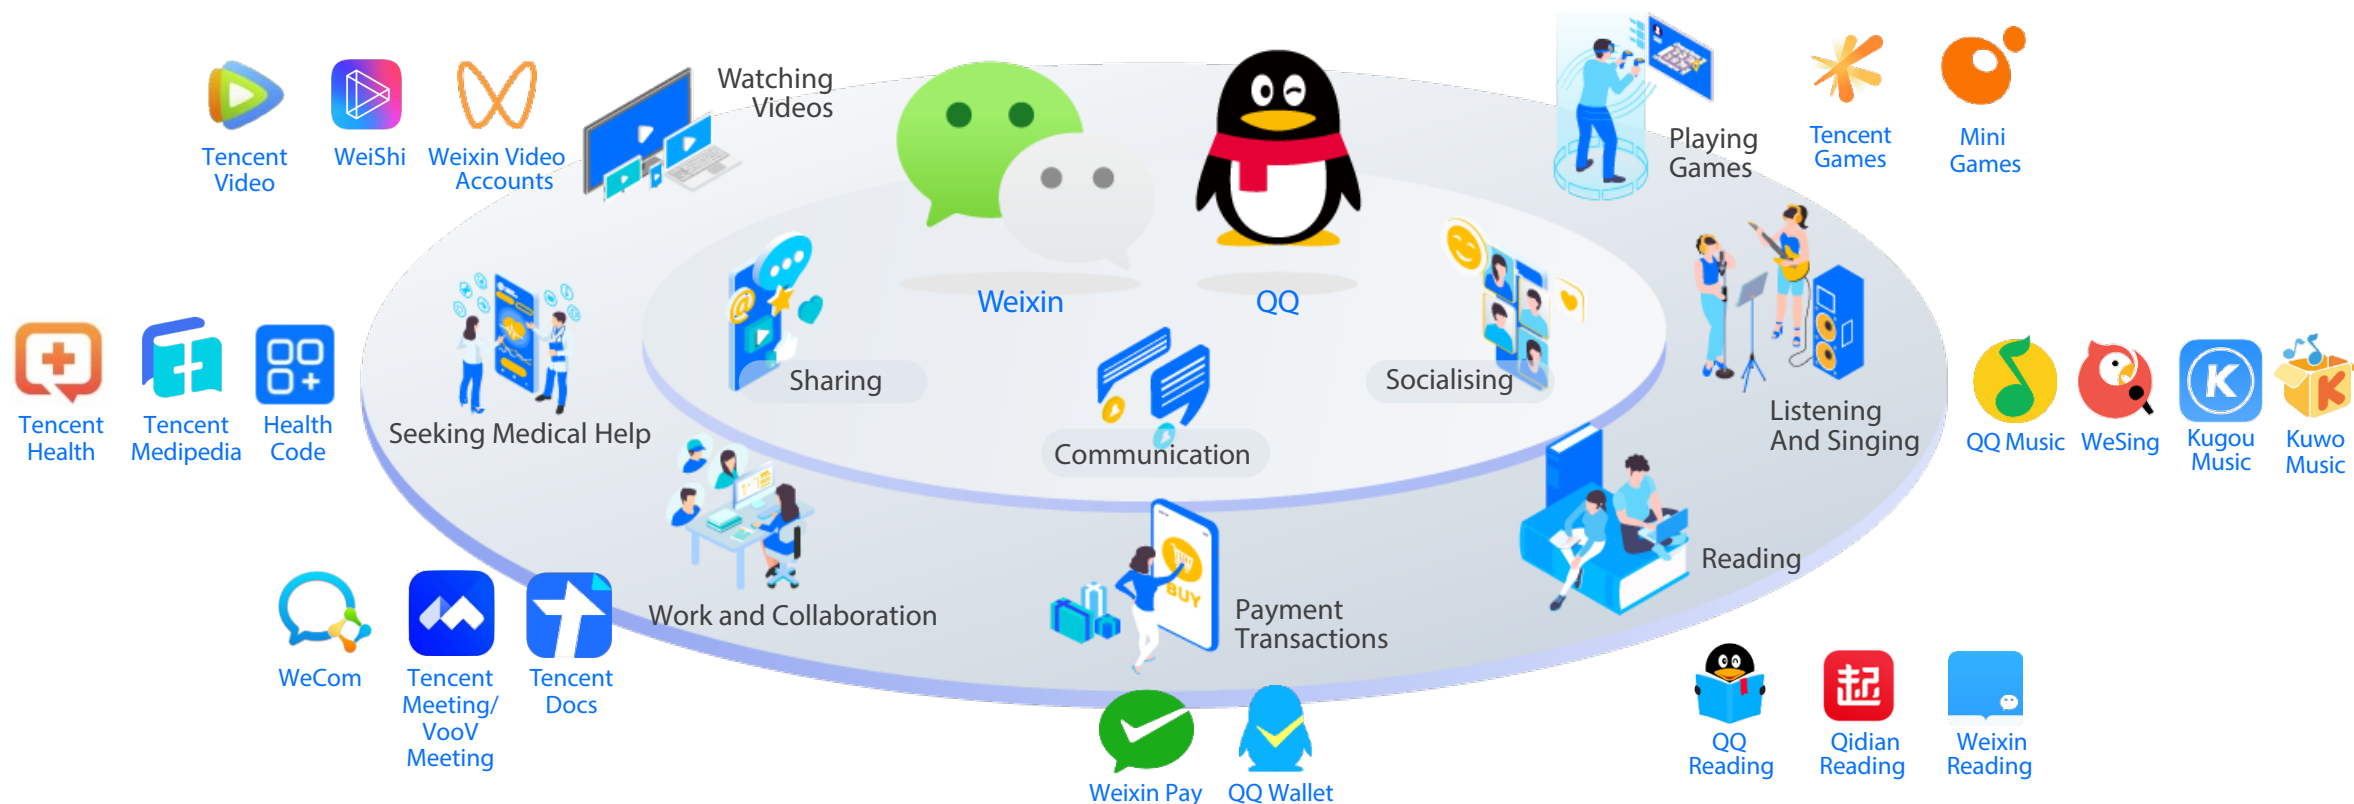 Watching
Videos
Tencent
Video
WeiShi
Weixin Video
Accounts
Playing
Games
Tencent
Games
Mini
Games
Weixin
QQ
Sharing
Socialising
Communication
Seeking Medical Help
Tencent
Health
Tencent
Medipedia
Health
Code
Listening
And Singing
QQ Music
WeSing
Kugou
Music
Kuwo
Music
Work and Collaboration
WeCom
Tencent
Meeting/
VooV
Meeting
Tencent
Docs
BUY
Payment
Transactions
Weixin Pay
QQ Wallet
Reading
起
QQ
Reading
Qidian
Reading
Weixin
Reading
K
K
@